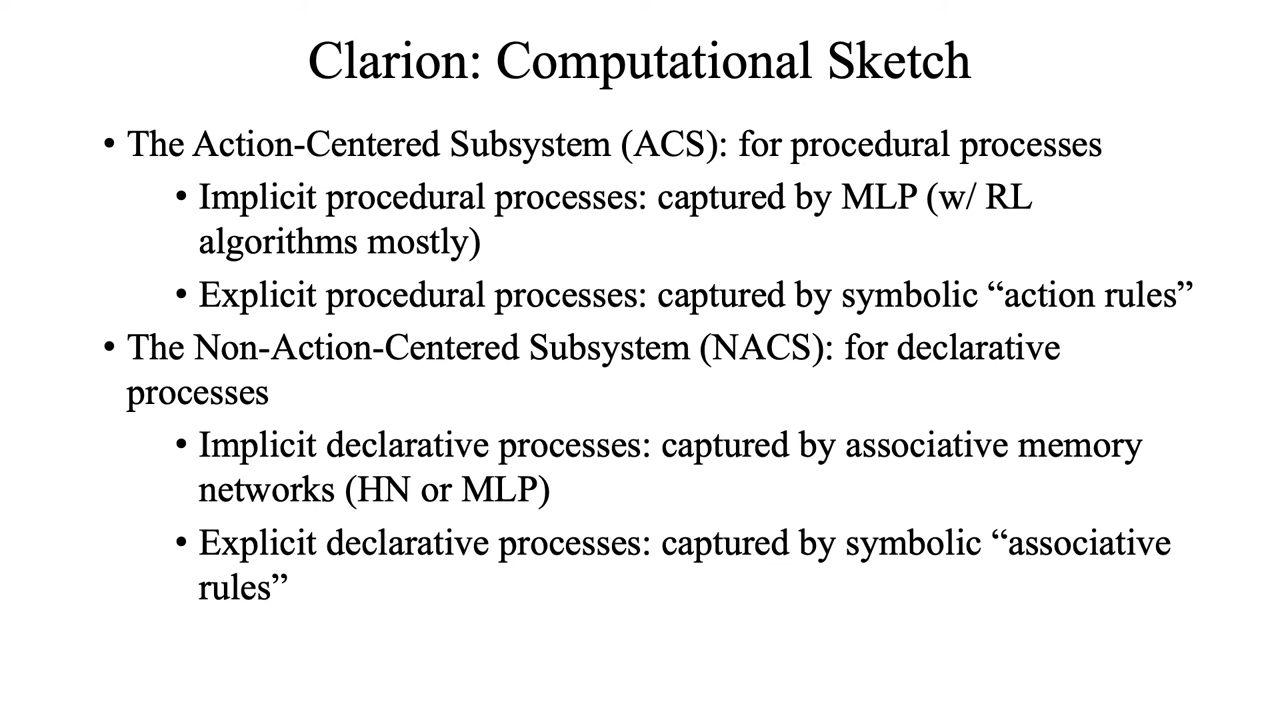 Clarion: Computational Sketch
• The Action-Centered Subsystem (ACS): for procedural processes
• Implicit procedural processes: captured by MLP (w/ RL
algorithms mostly)
• Explicit procedural processes: captured by symbolic “action rules”
• The Non-Action-Centered Subsystem (NACS): for declarative
processes
• Implicit declarative processes: captured by associative memory
networks (HN or MLP)
• Explicit declarative processes: captured by symbolic “associative
rules”